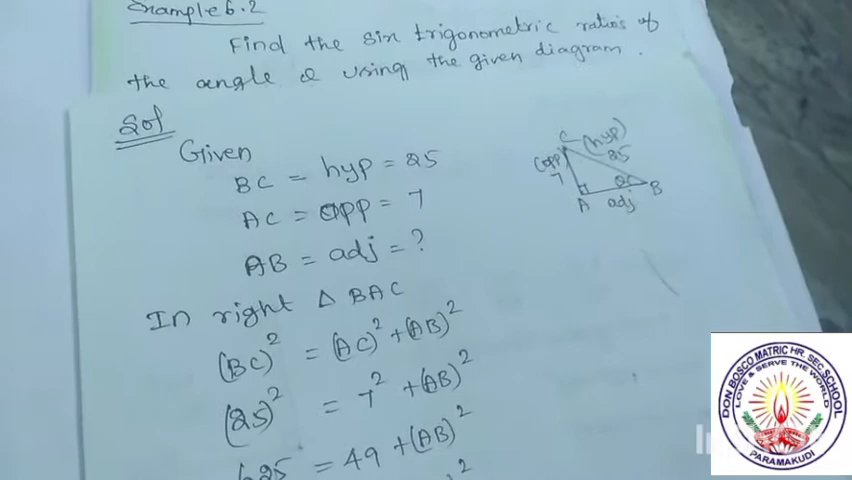 Example 6.2
Find the six trigonometric ratios of
the angle α using the given diagram.
Sol
Given
BC = hyp = 25
AC = opp = 7
AB = adj = ?
C
(hyp)
25
(opp)
7
α
A
adj
B
In right Δ BAC
(BC)² = (AC)² + (AB)²
(25)² = 7² + (AB)²
625 = 49 + (AB)²
DON BOSCO MATRIC HR. SEC. SCHOOL
LOVE & SERVE THE WORLD
PARAMAKUDI